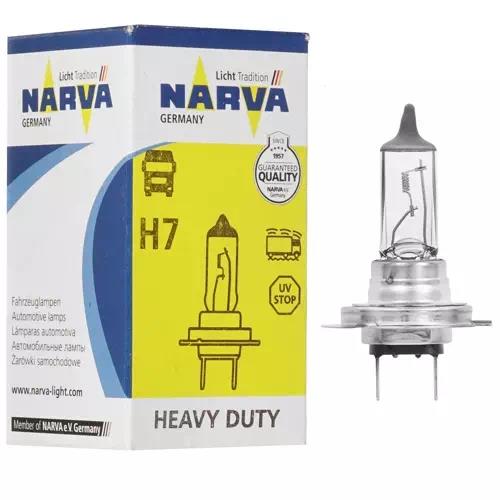 Licht Tradition
NARVA
GERMANY
Fahrzeuglampen
Automotive lamps
Lámparas automotiva
Автомобильные лампы
Żarówki samochodowe
www.narva-light.com
Member of NARVA e.V. Germany
Licht Tradition
NARVA
GERMANY
SINCE
1957
GUARANTEED
QUALITY
NARVA e.V.
Germany
H7
UV
STOP
HEAVY DUTY